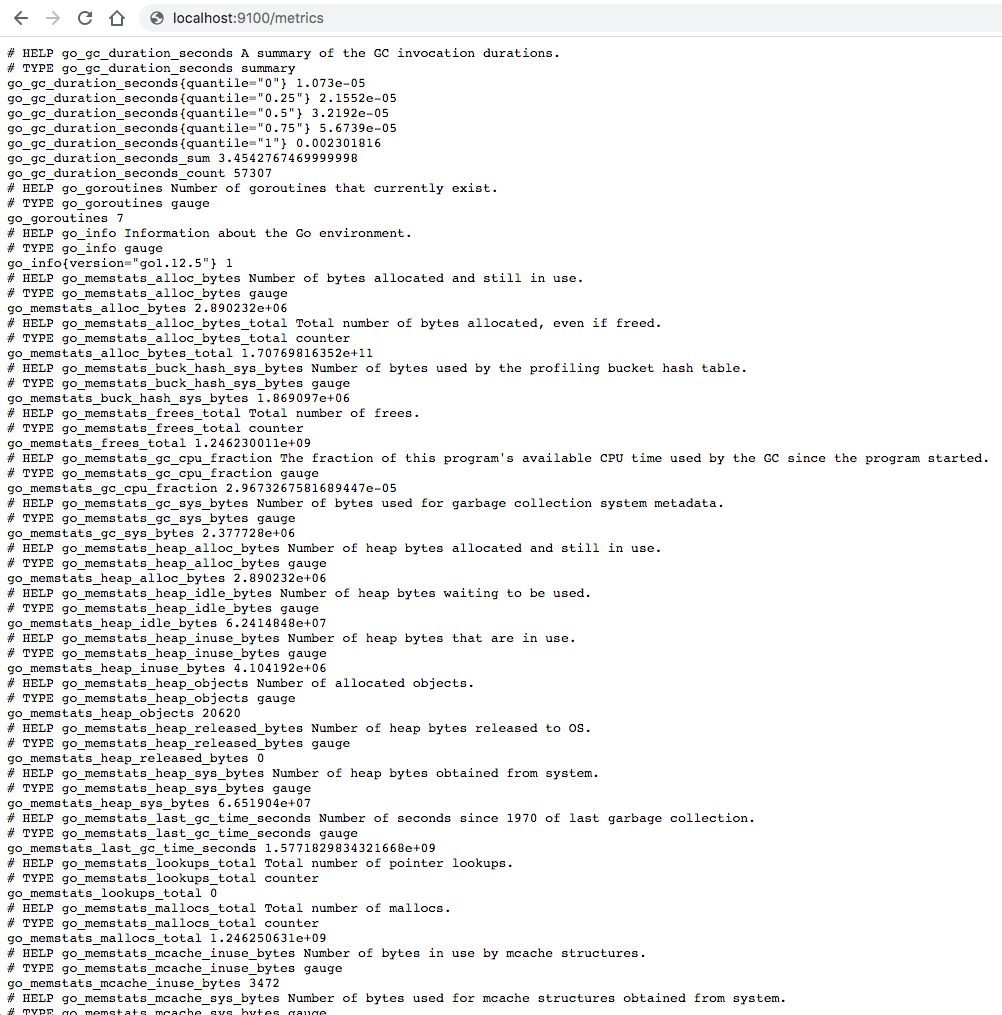 localhost:9100/metrics
# HELP go_gc_duration_seconds A summary of the GC invocation durations.
# TYPE go_gc_duration_seconds summary
go_gc_duration_seconds{quantile="0"} 1.073e-05
go_gc_duration_seconds{quantile="0.25"} 2.1552e-05
go_gc_duration_seconds{quantile="0.5"} 3.2192e-05
go_gc_duration_seconds{quantile="0.75"} 5.6739e-05
go_gc_duration_seconds{quantile="1"} 0.002301816
go_gc_duration_seconds_sum 3.4542767469999998
go_gc_duration_seconds_count 57307
# HELP go_goroutines Number of goroutines that currently exist.
# TYPE go_goroutines gauge
go_goroutines 7
# HELP go_info Information about the Go environment.
# TYPE go_info gauge
go_info{version="go1.12.5"} 1
# HELP go_memstats_alloc_bytes Number of bytes allocated and still in use.
# TYPE go_memstats_alloc_bytes gauge
go_memstats_alloc_bytes 2.890232e+06
# HELP go_memstats_alloc_bytes_total Total number of bytes allocated, even if freed.
# TYPE go_memstats_alloc_bytes_total counter
go_memstats_alloc_bytes_total 1.70769816352e+11
# HELP go_memstats_buck_hash_sys_bytes Number of bytes used by the profiling bucket hash table.
# TYPE go_memstats_buck_hash_sys_bytes gauge
go_memstats_buck_hash_sys_bytes 1.869097e+06
# HELP go_memstats_frees_total Total number of frees.
# TYPE go_memstats_frees_total counter
go_memstats_frees_total 1.246230011e+09
# HELP go_memstats_gc_cpu_fraction The fraction of this program's available CPU time used by the GC since the program started.
# TYPE go_memstats_gc_cpu_fraction gauge
go_memstats_gc_cpu_fraction 2.9673267581689447e-05
# HELP go_memstats_gc_sys_bytes Number of bytes used for garbage collection system metadata.
# TYPE go_memstats_gc_sys_bytes gauge
go_memstats_gc_sys_bytes 2.377728e+06
# HELP go_memstats_heap_alloc_bytes Number of heap bytes allocated and still in use.
# TYPE go_memstats_heap_alloc_bytes gauge
go_memstats_heap_alloc_bytes 2.890232e+06
# HELP go_memstats_heap_idle_bytes Number of heap bytes waiting to be used.
# TYPE go_memstats_heap_idle_bytes gauge
go_memstats_heap_idle_bytes 6.2414848e+07
# HELP go_memstats_heap_inuse_bytes Number of heap bytes that are in use.
# TYPE go_memstats_heap_inuse_bytes gauge
go_memstats_heap_inuse_bytes 4.104192e+06
# HELP go_memstats_heap_objects Number of allocated objects.
# TYPE go_memstats_heap_objects gauge
go_memstats_heap_objects 20620
# HELP go_memstats_heap_released_bytes Number of heap bytes released to OS.
# TYPE go_memstats_heap_released_bytes gauge
go_memstats_heap_released_bytes 0
# HELP go_memstats_heap_sys_bytes Number of heap bytes obtained from system.
# TYPE go_memstats_heap_sys_bytes gauge
go_memstats_heap_sys_bytes 6.651904e+07
# HELP go_memstats_last_gc_time_seconds Number of seconds since 1970 of last garbage collection.
# TYPE go_memstats_last_gc_time_seconds gauge
go_memstats_last_gc_time_seconds 1.5771829834321668e+09
# HELP go_memstats_lookups_total Total number of pointer lookups.
# TYPE go_memstats_lookups_total counter
go_memstats_lookups_total 0
# HELP go_memstats_mallocs_total Total number of mallocs.
# TYPE go_memstats_mallocs_total counter
go_memstats_mallocs_total 1.246250631e+09
# HELP go_memstats_mcache_inuse_bytes Number of bytes in use by mcache structures.
# TYPE go_memstats_mcache_inuse_bytes gauge
go_memstats_mcache_inuse_bytes 3472
# HELP go_memstats_mcache_sys_bytes Number of bytes used for mcache structures obtained from system.
# TYPE go_memstats_mcache_sys_bytes gauge